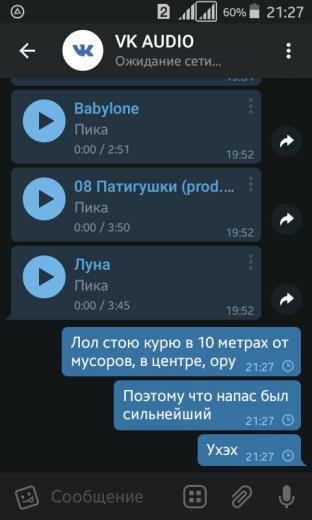 2
60%
21:27
VK AUDIO
Ожидание сети...
Babylone
Пика
0:00 / 2:51
19:52
08 Патигушки (prod....
Пика
0:00 / 3:50
19:52
Луна
Пика
0:00 / 3:45
19:52
Лол стою курю в 10 метрах от
мусоров, в центре, ору 21:27
Поэтому что напас был
сильнейший 21:27
Ухэх 21:27
Сообщение